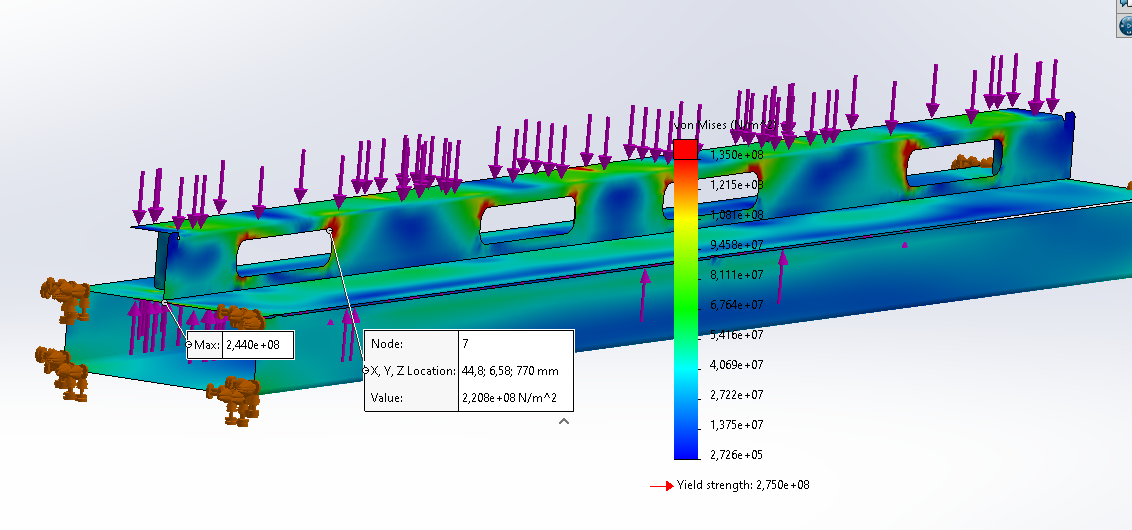 von Mises (N/m^2)
1,350e+08
1,215e+08
1,081e+08
9,458e+07
8,111e+07
6,764e+07
5,416e+07
4,069e+07
2,722e+07
1,375e+07
2,726e+05
Yield strength: 2,750e+08
Max: 2,440e+08
Node: 7
X, Y, Z Location: 44,8; 6,58; 770 mm
Value: 2,208e+08 N/m^2